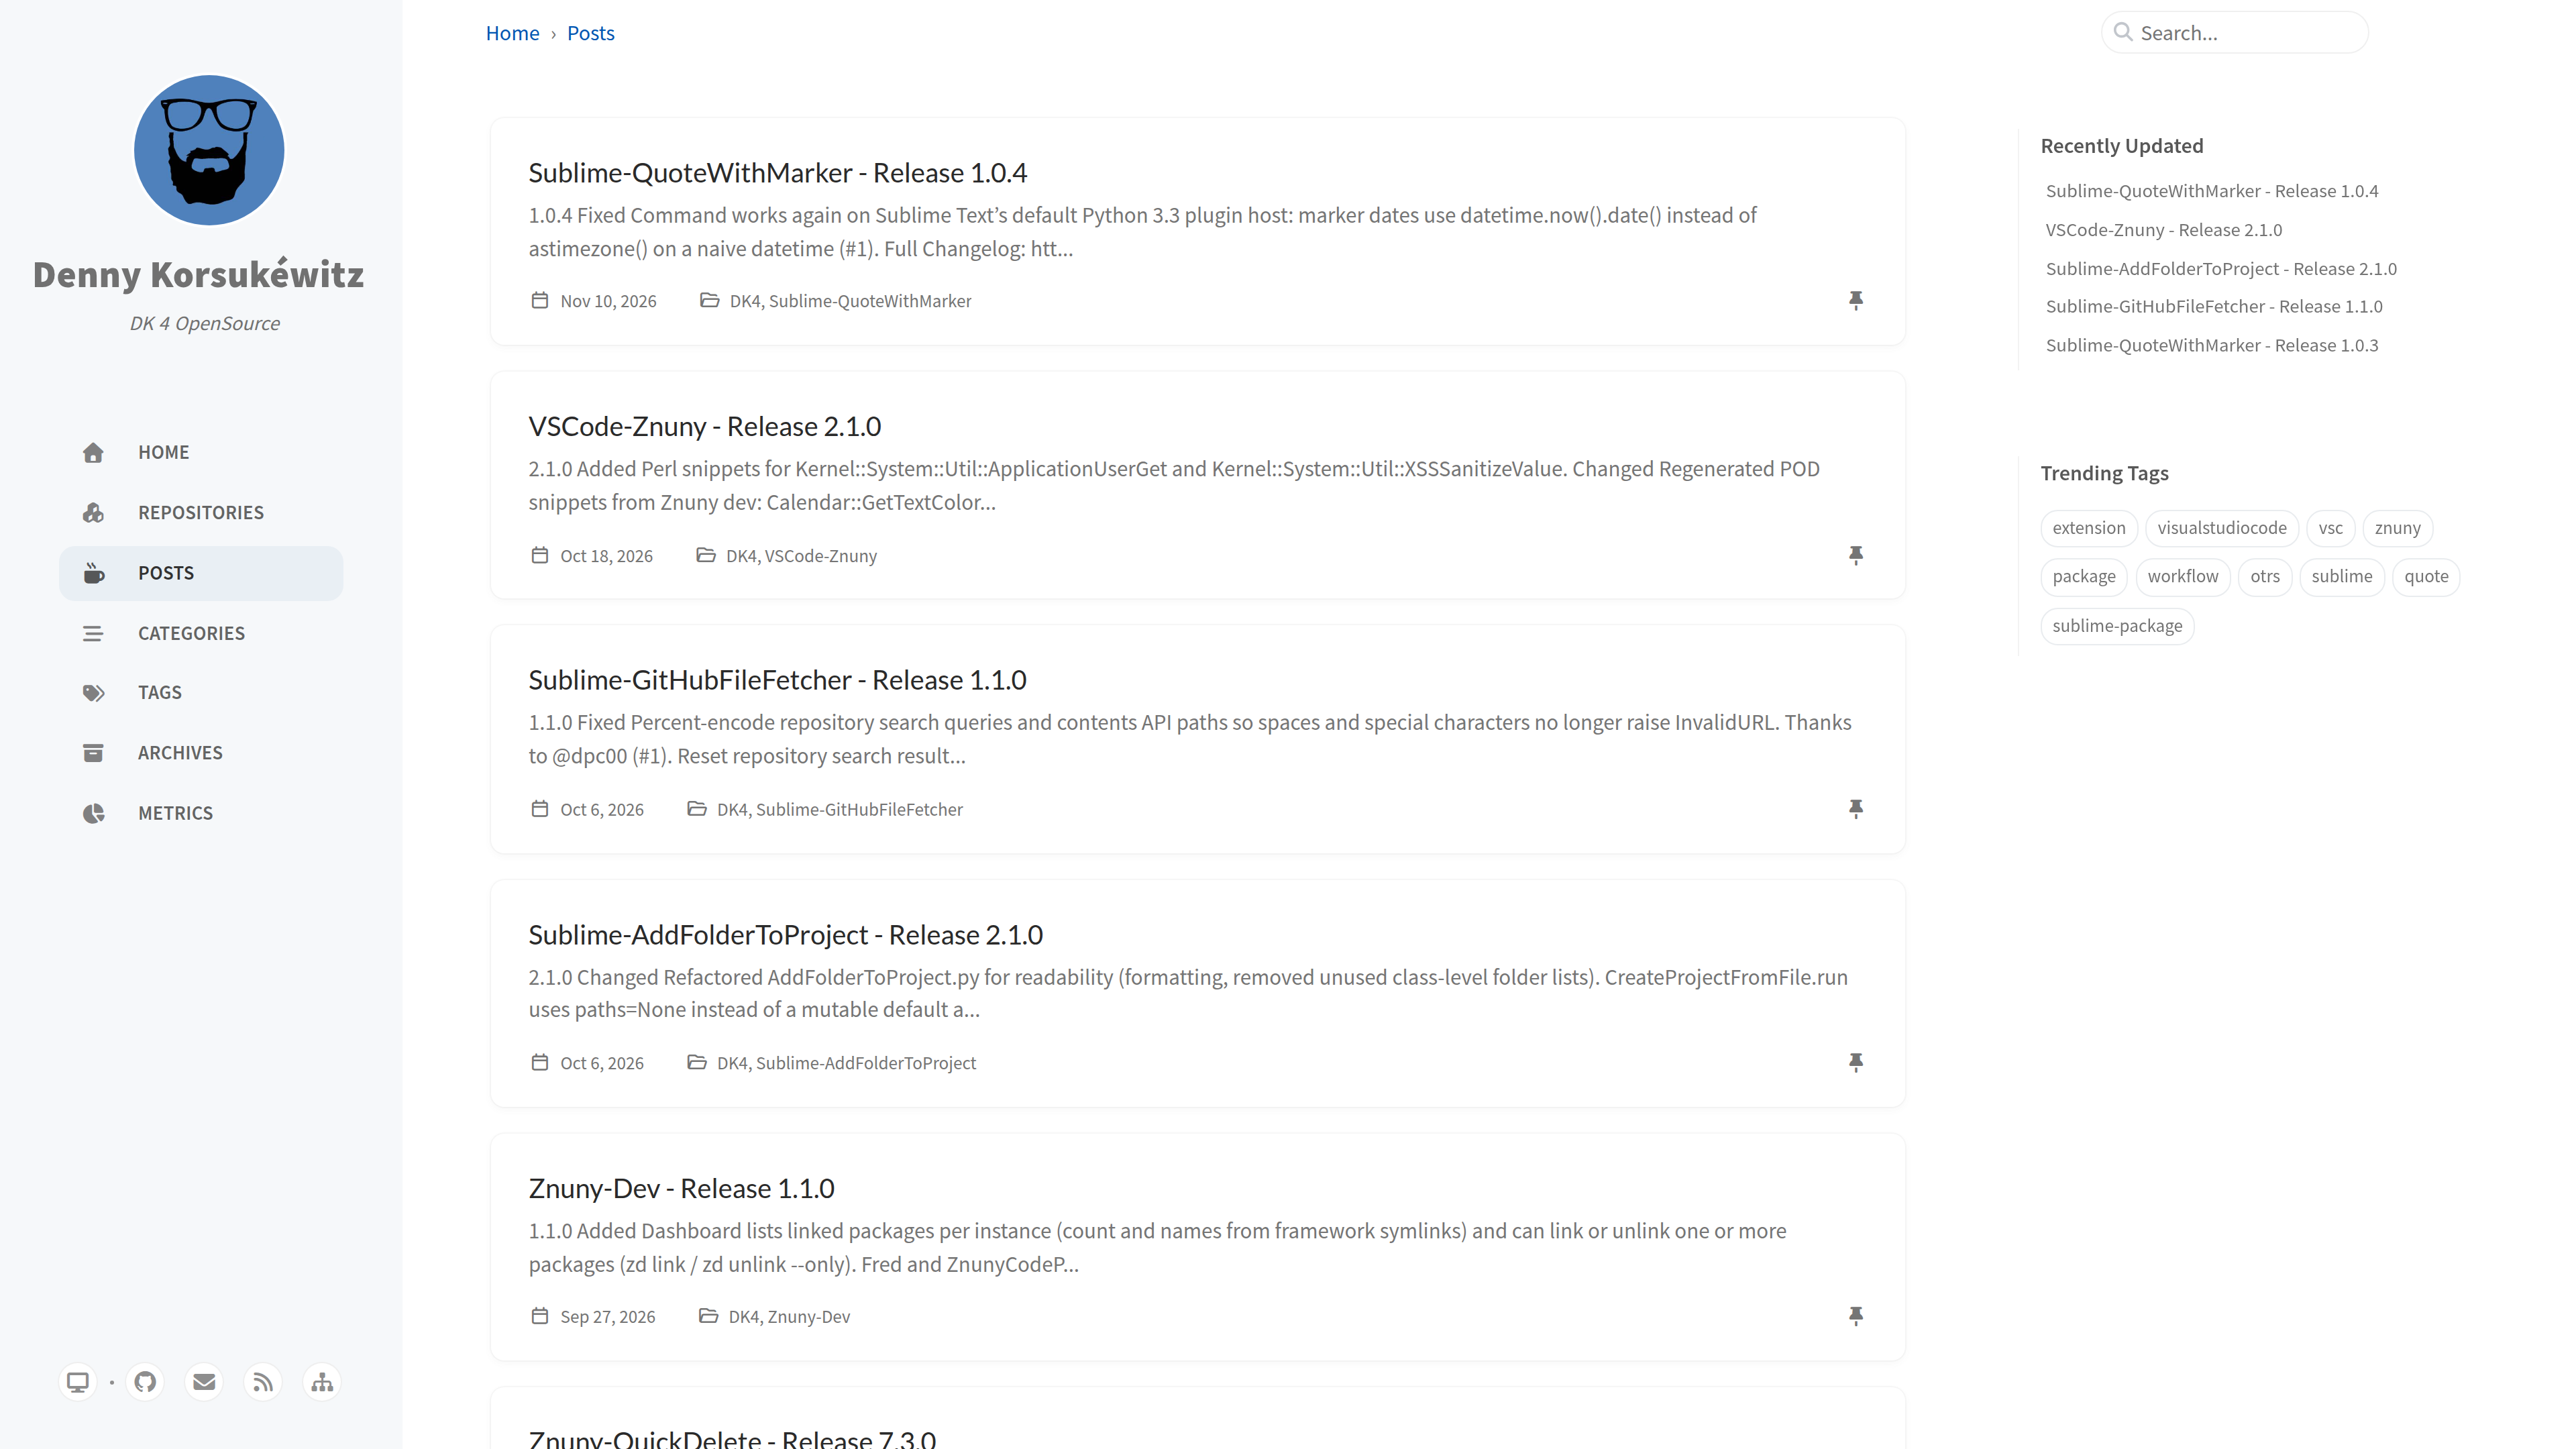 Denny Korsukéwitz
DK 4 OpenSource
HOME
REPOSITORIES
POSTS
CATEGORIES
TAGS
ARCHIVES
METRICS
Home › Posts
Search...
Sublime-QuoteWithMarker - Release 1.0.4
1.0.4 Fixed Command works again on Sublime Text’s default Python 3.3 plugin host: marker dates use datetime.now().date() instead of
astimezone() on a naive datetime (#1). Full Changelog: htt...
Nov 10, 2026 DK4, Sublime-QuoteWithMarker
VSCode-Znuny - Release 2.1.0
2.1.0 Added Perl snippets for Kernel::System::Util::ApplicationUserGet and Kernel::System::Util::XSSSanitizeValue. Changed Regenerated POD
snippets from Znuny dev: Calendar::GetTextColor...
Oct 18, 2026 DK4, VSCode-Znuny
Sublime-GitHubFileFetcher - Release 1.1.0
1.1.0 Fixed Percent-encode repository search queries and contents API paths so spaces and special characters no longer raise InvalidURL. Thanks
to @dpc00 (#1). Reset repository search result...
Oct 6, 2026 DK4, Sublime-GitHubFileFetcher
Sublime-AddFolderToProject - Release 2.1.0
2.1.0 Changed Refactored AddFolderToProject.py for readability (formatting, removed unused class-level folder lists). CreateProjectFromFile.run
uses paths=None instead of a mutable default a...
Oct 6, 2026 DK4, Sublime-AddFolderToProject
Znuny-Dev - Release 1.1.0
1.1.0 Added Dashboard lists linked packages per instance (count and names from framework symlinks) and can link or unlink one or more
packages (zd link / zd unlink --only). Fred and ZnunyCodeP...
Sep 27, 2026 DK4, Znuny-Dev
Znuny-QuickDelete - Release 7.3.0
Recently Updated
Sublime-QuoteWithMarker - Release 1.0.4
VSCode-Znuny - Release 2.1.0
Sublime-AddFolderToProject - Release 2.1.0
Sublime-GitHubFileFetcher - Release 1.1.0
Sublime-QuoteWithMarker - Release 1.0.3
Trending Tags
extension visualstudiocode vsc znuny
package workflow otrs sublime quote
sublime-package